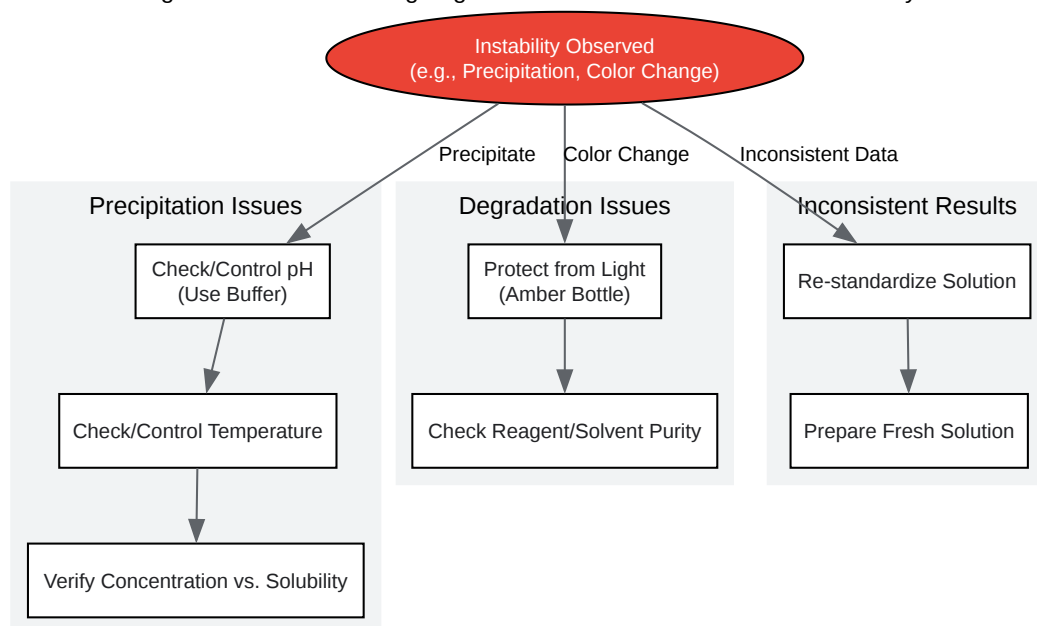 Instability Observed
(e.g., Precipitation, Color Change)
Precipitate
Color Change
Inconsistent Data
Precipitation Issues
Degradation Issues
Inconsistent Results
Check/Control pH
(Use Buffer)
Protect from Light
(Amber Bottle)
Re-standardize Solution
Check/Control Temperature
Check Reagent/Solvent Purity
Prepare Fresh Solution
Verify Concentration vs. Solubility